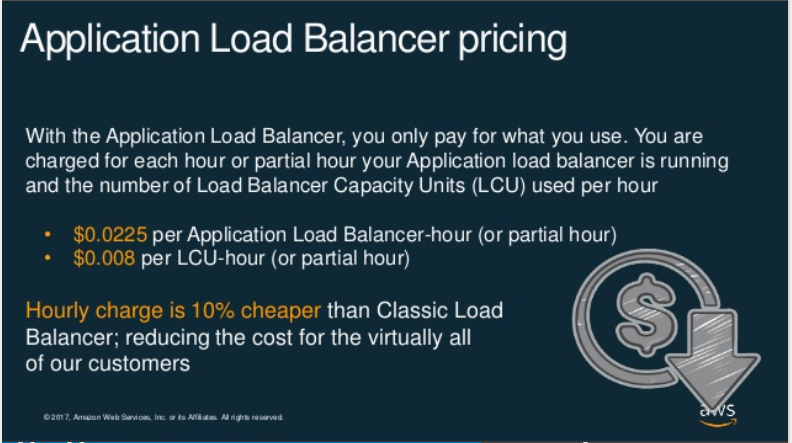 Application Load Balancer pricing
With the Application Load Balancer, you only pay for what you use. You are
charged for each hour or partial hour your Application load balancer is running
and the number of Load Balancer Capacity Units (LCU) used per hour
• $0.0225 per Application Load Balancer-hour (or partial hour)
• $0.008 per LCU-hour (or partial hour)
Hourly charge is 10% cheaper than Classic Load
Balancer; reducing the cost for the virtually all
of our customers
$
© 2017, Amazon Web Services, Inc. or its Affiliates. All rights reserved.
aws